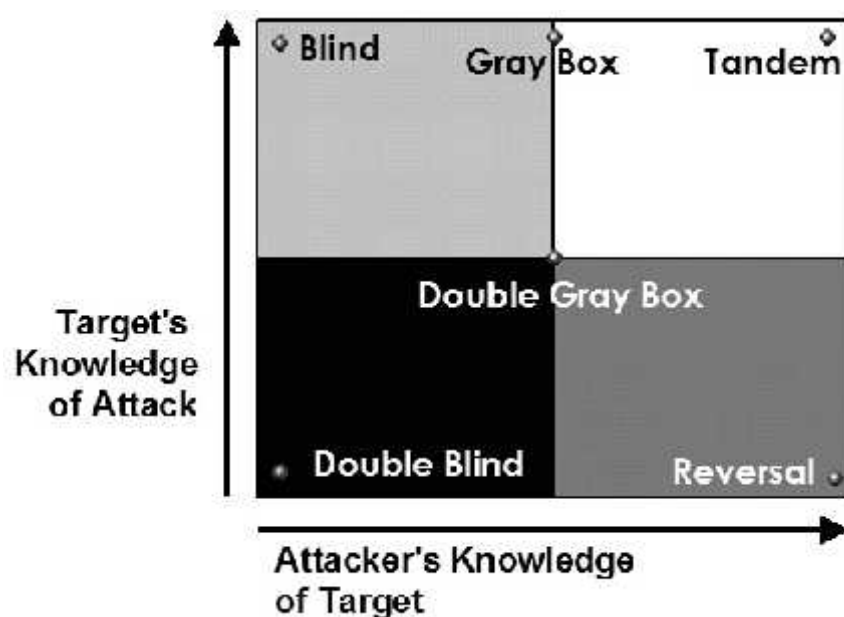 Blind
Gray Box
Tandem
Double Gray Box
Target's
Knowledge
of Attack
Double Blind
Reversal
Attacker's Knowledge
of Target